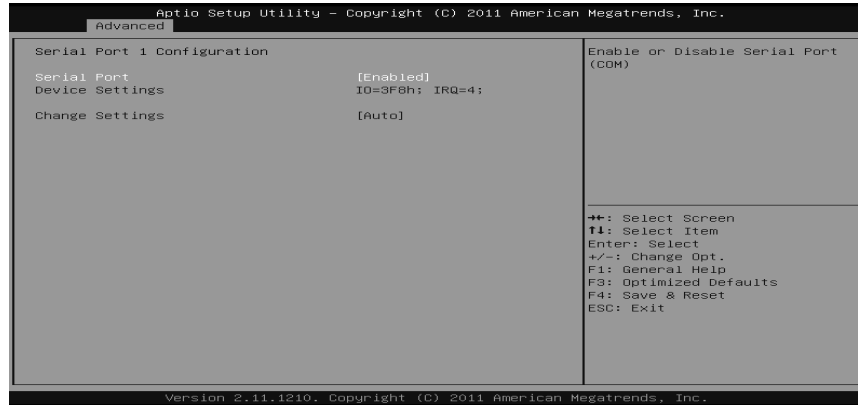 Aptio Setup Utility – Copyright (C) 2011 American Megatrends, Inc.
Advanced
Serial Port 1 Configuration
Serial Port [Enabled]
Device Settings IO=3F8h; IRQ=4;
Change Settings [Auto]
Enable or Disable Serial Port
(COM)
→←: Select Screen
↑↓: Select Item
Enter: Select
+/-: Change Opt.
F1: General Help
F3: Optimized Defaults
F4: Save & Reset
ESC: Exit
Version 2.11.1210. Copyright (C) 2011 American Megatrends, Inc.